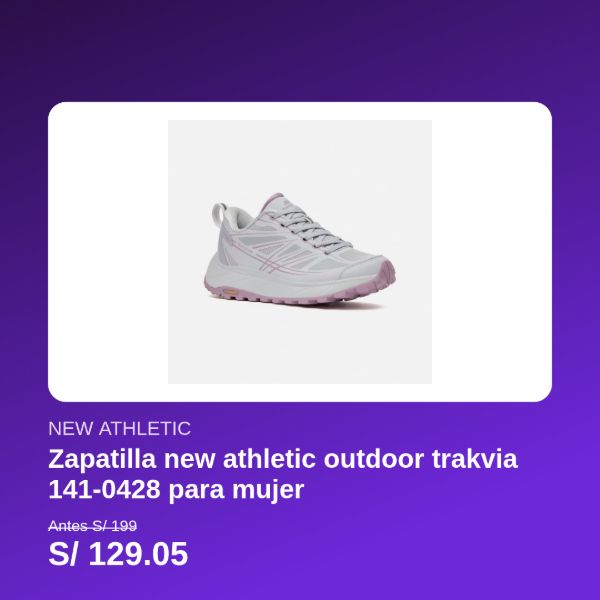 NEW ATHLETIC
Zapatilla new athletic outdoor trakvia
141-0428 para mujer
Antes S/ 199
S/ 129.05